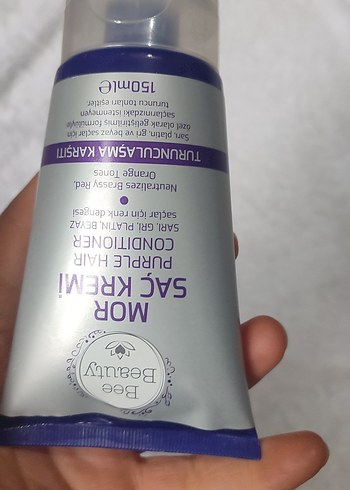 Bee
Beauty
MOR
SAÇ KREMİ
PURPLE HAIR
CONDITIONER
SARI, GRİ, PLATİN, BEYAZ
saçlar için renk dengesi
Neutralizes Brassy Red,
Orange Tones
TURUNCULAŞMA KARŞITI
Sarı, platin, gri ve beyaz saçlar için
özel olarak geliştirilmiş formülüyle
saçlarınızdaki istenmeyen
turuncu tonları eşitler.
150ml℮